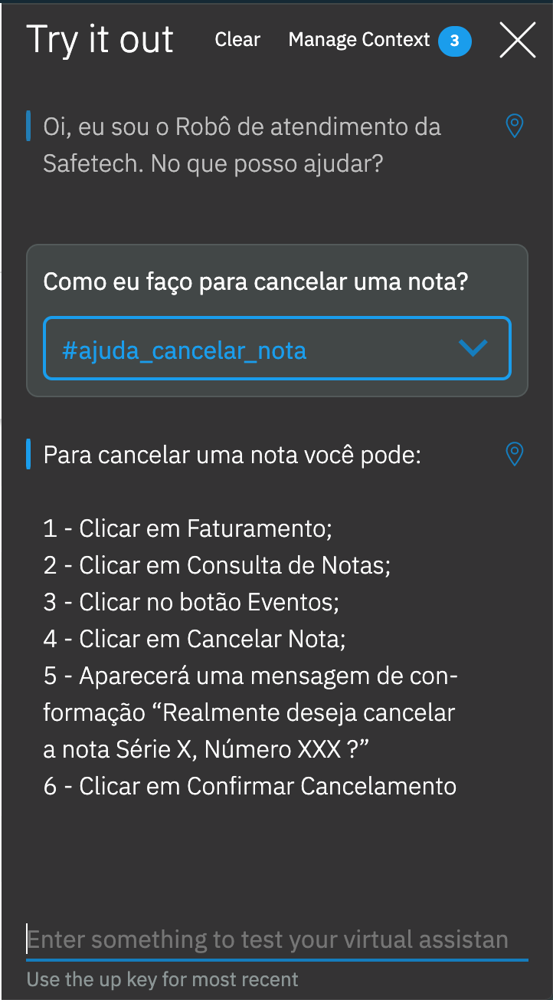 Try it out
Clear
Manage Context
3
Oi, eu sou o Robô de atendimento da
Safetech. No que posso ajudar?
Como eu faço para cancelar uma nota?
#ajuda_cancelar_nota
Para cancelar uma nota você pode:
1 - Clicar em Faturamento;
2 - Clicar em Consulta de Notas;
3 - Clicar no botão Eventos;
4 - Clicar em Cancelar Nota;
5 - Aparecerá uma mensagem de con-
formação “Realmente deseja cancelar
a nota Série X, Número XXX ?”
6 - Clicar em Confirmar Cancelamento
Enter something to test your virtual assistan
Use the up key for most recent